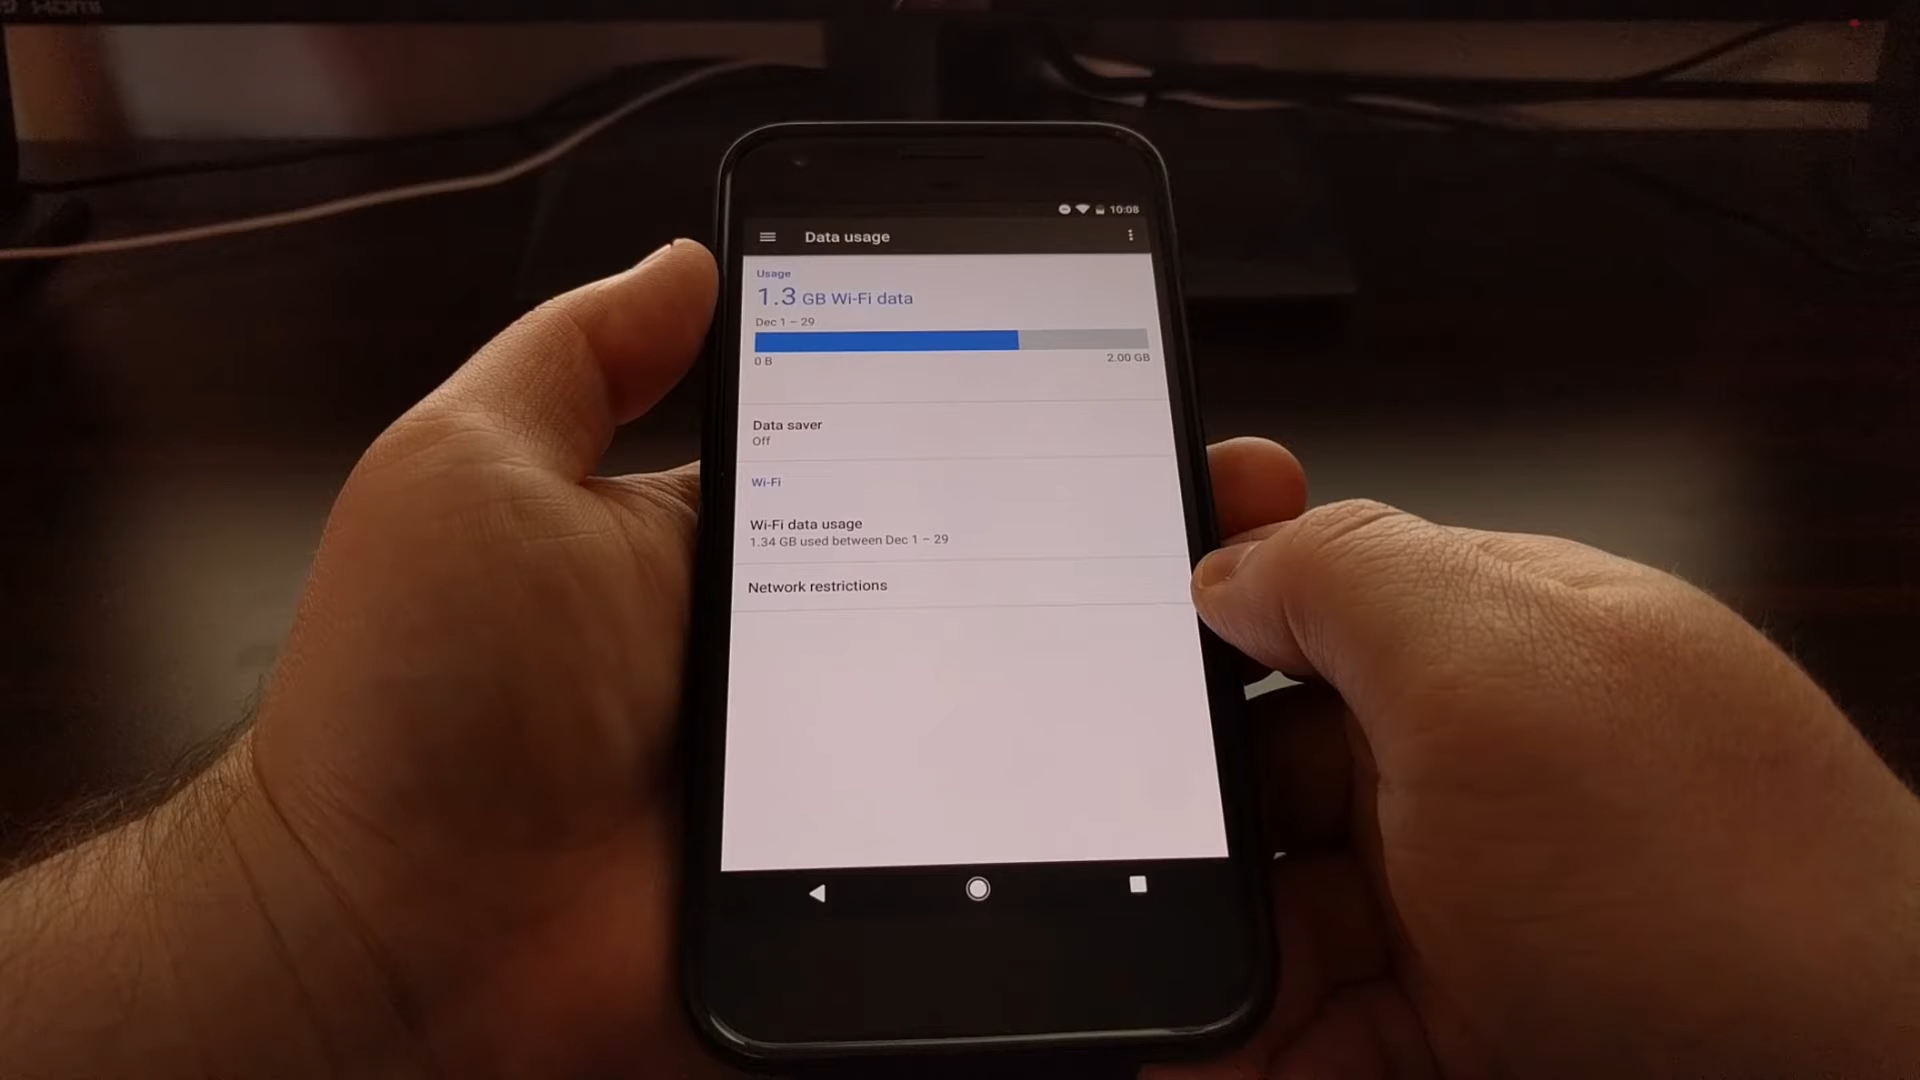 HDMI
10:08
Data usage
Usage
1.3 GB Wi-Fi data
Dec 1 – 29
0 B
2.00 GB
Data saver
Off
Wi-Fi
Wi-Fi data usage
1.34 GB used between Dec 1 – 29
Network restrictions